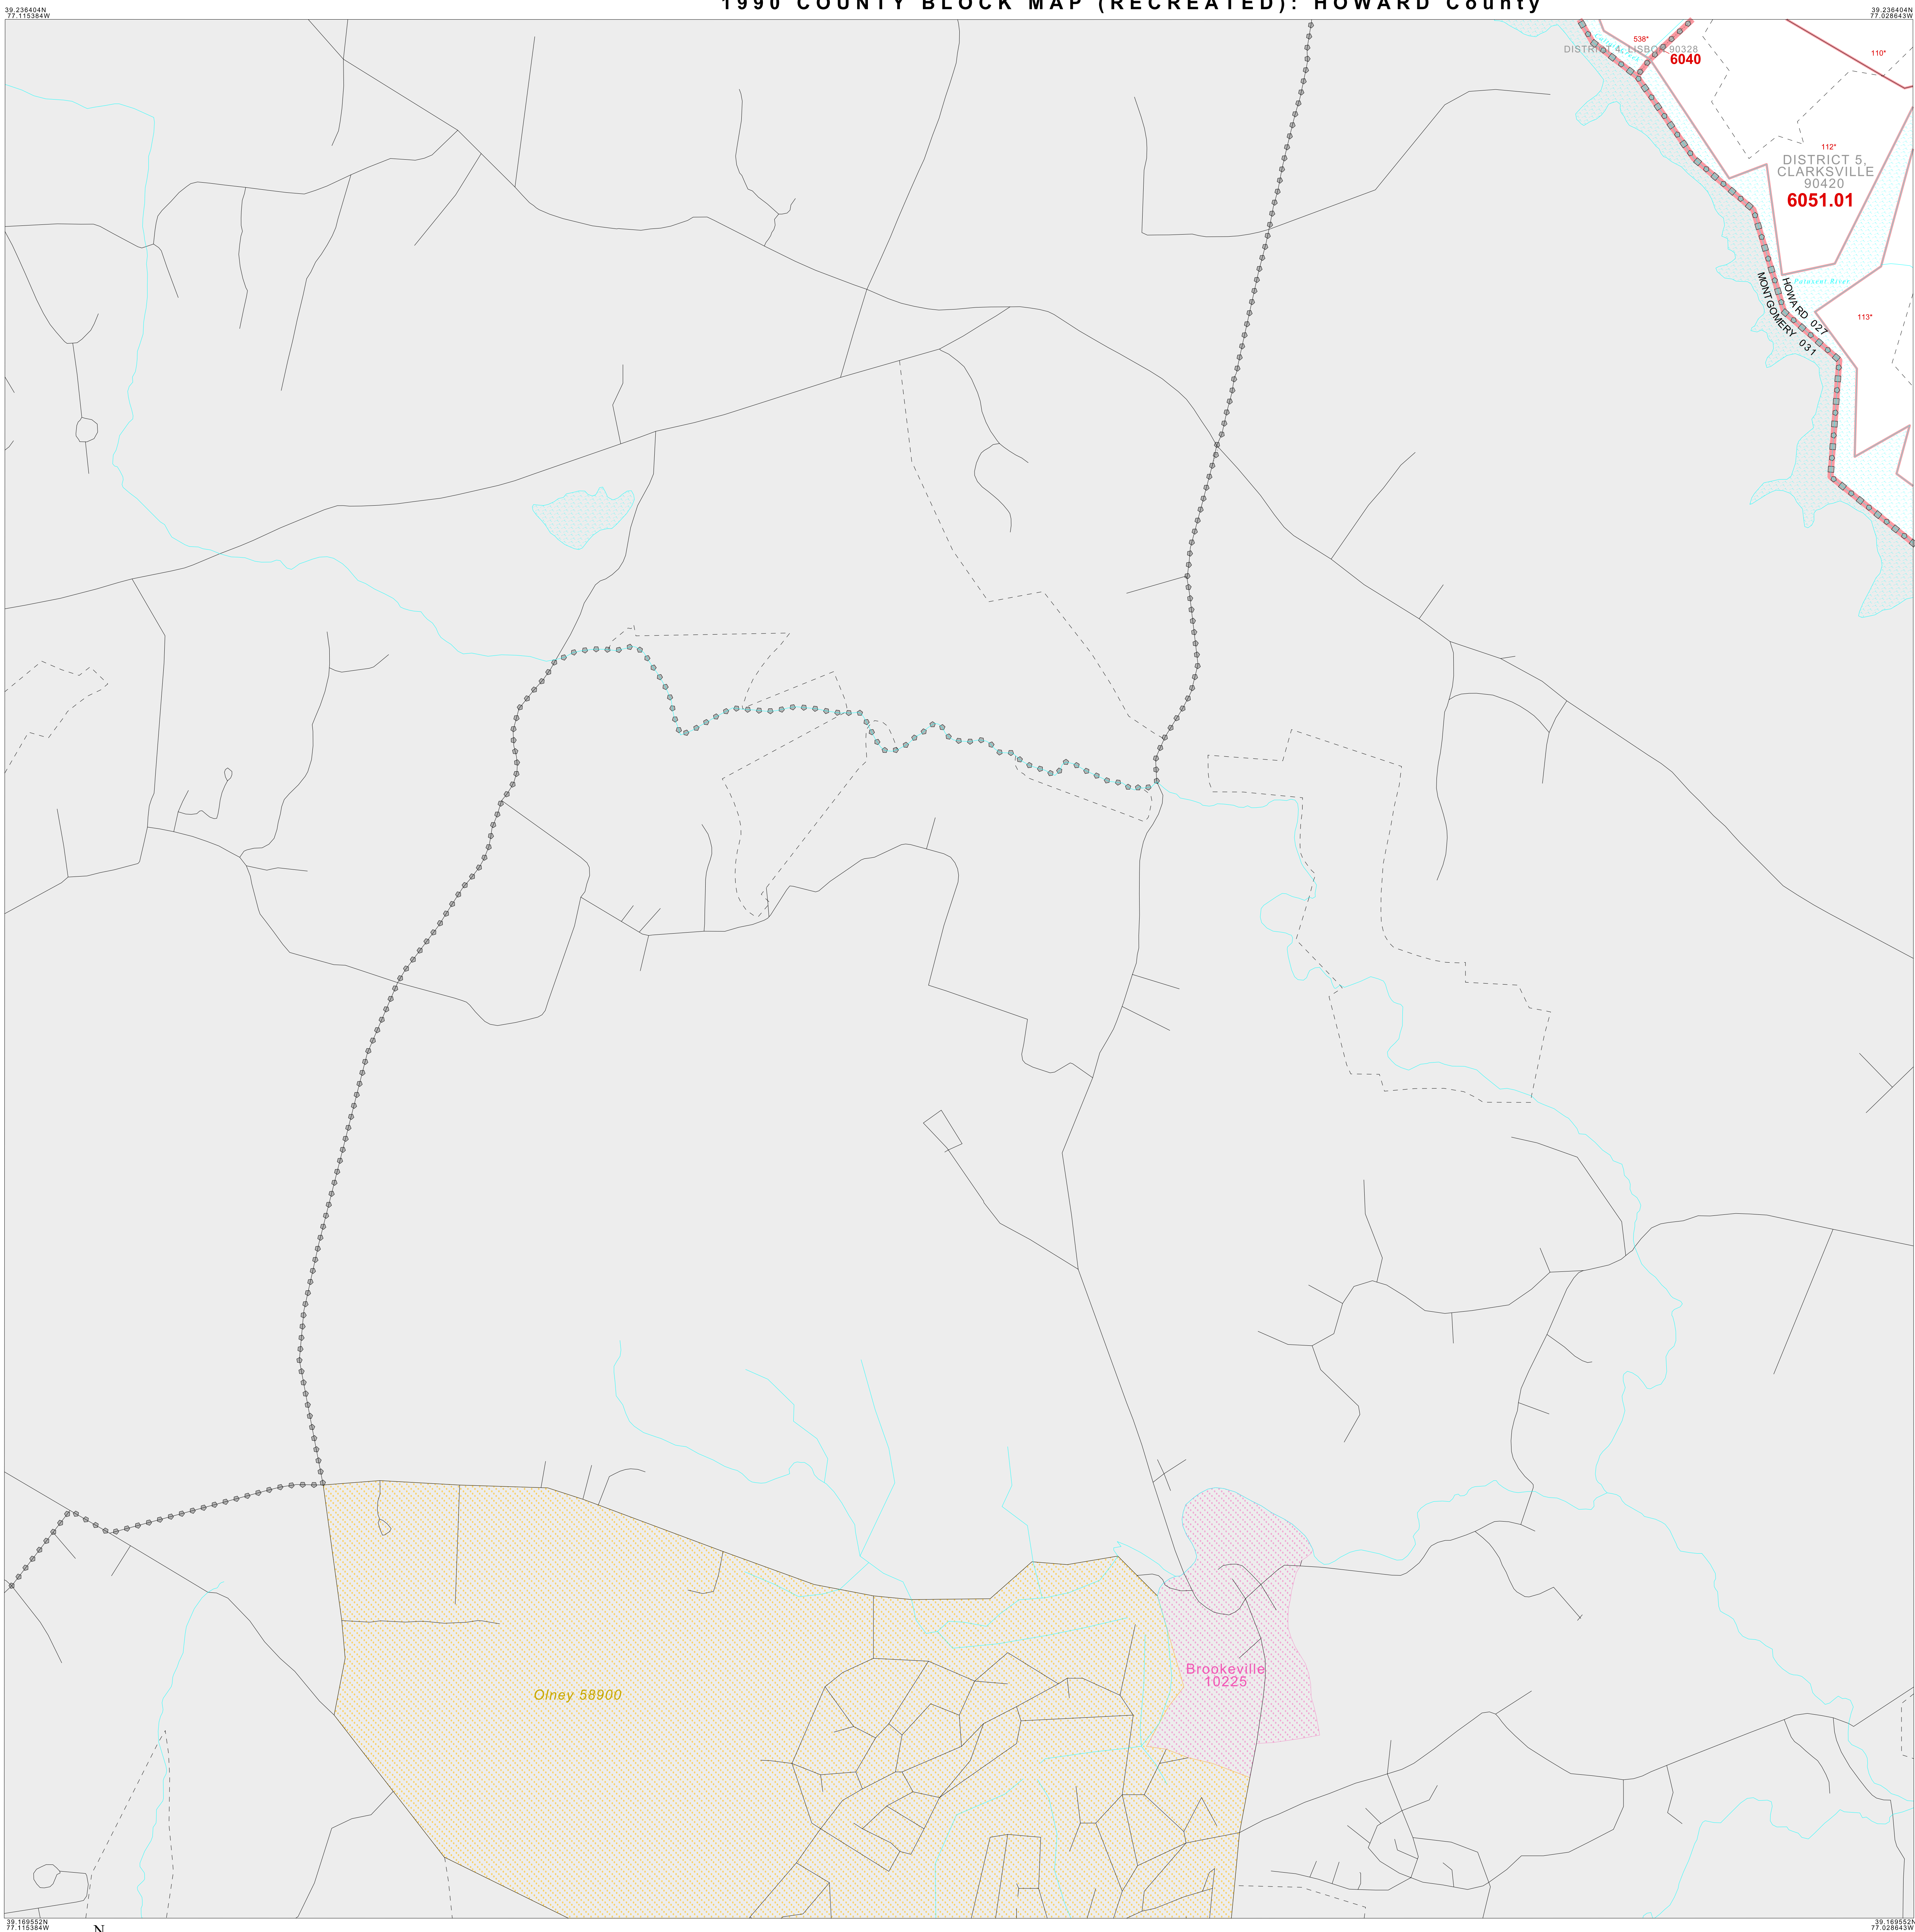 1990 COUNTY BLOCK MAP (RECREATED): HOWARD County
39.236404N
77.115384W
39.236404N
77.028643W
538*
DISTRICT 4, LISBON 90328
6040
110*
112*
DISTRICT 5,
CLARKSVILLE
90420
6051.01
Patuxent River
HOWARD 027
MONTGOMERY 031
113*
Brookeville
10225
Olney 58900
39.169552N
77.115384W
N
39.169552N
77.028643W